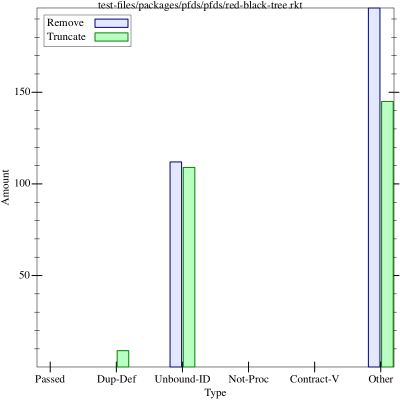 test-files/packages/pfds/pfds/red-black-tree.rkt
Remove
Truncate
150
100
50
Amount
Passed Dup-Def Unbound-ID Not-Proc Contract-V Other
Type